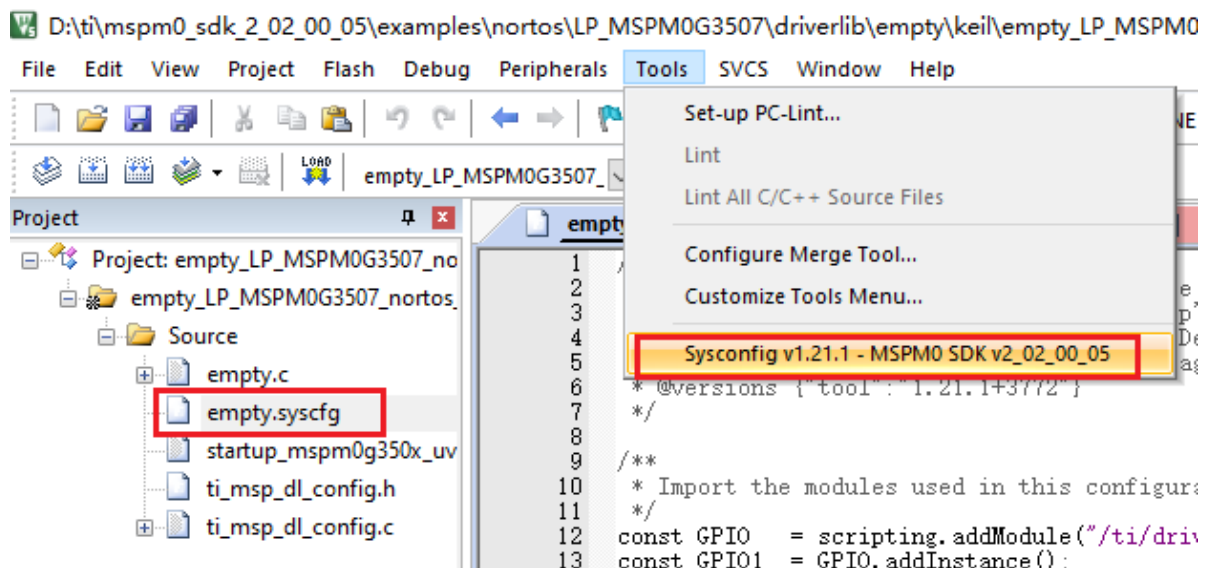 D:\ti\mspm0_sdk_2_02_00_05\examples\nortos\LP_MSPM0G3507\driverlib\empty\keil\empty_LP_MSPM0
File Edit View Project Flash Debug Peripherals Tools SVCS Window Help
Set-up PC-Lint...
Lint
Lint All C/C++ Source Files
Configure Merge Tool...
Customize Tools Menu...
Sysconfig v1.21.1 - MSPM0 SDK v2_02_00_05
LOAD
empty_LP_MSPM0G3507_
Project
Project: empty_LP_MSPM0G3507_no
empty_LP_MSPM0G3507_nortos_
Source
empty.c
empty.syscfg
startup_mspm0g350x_uv
ti_msp_dl_config.h
ti_msp_dl_config.c
empt
1
2
3
4
5
6 * @versions {"tool":"1.21.1+3772"}
7 */
8
9 /**
10 * Import the modules used in this configura
11 */
12 const GPIO = scripting.addModule("/ti/driv
13 const GPIO1 = GPIO.addInstance();